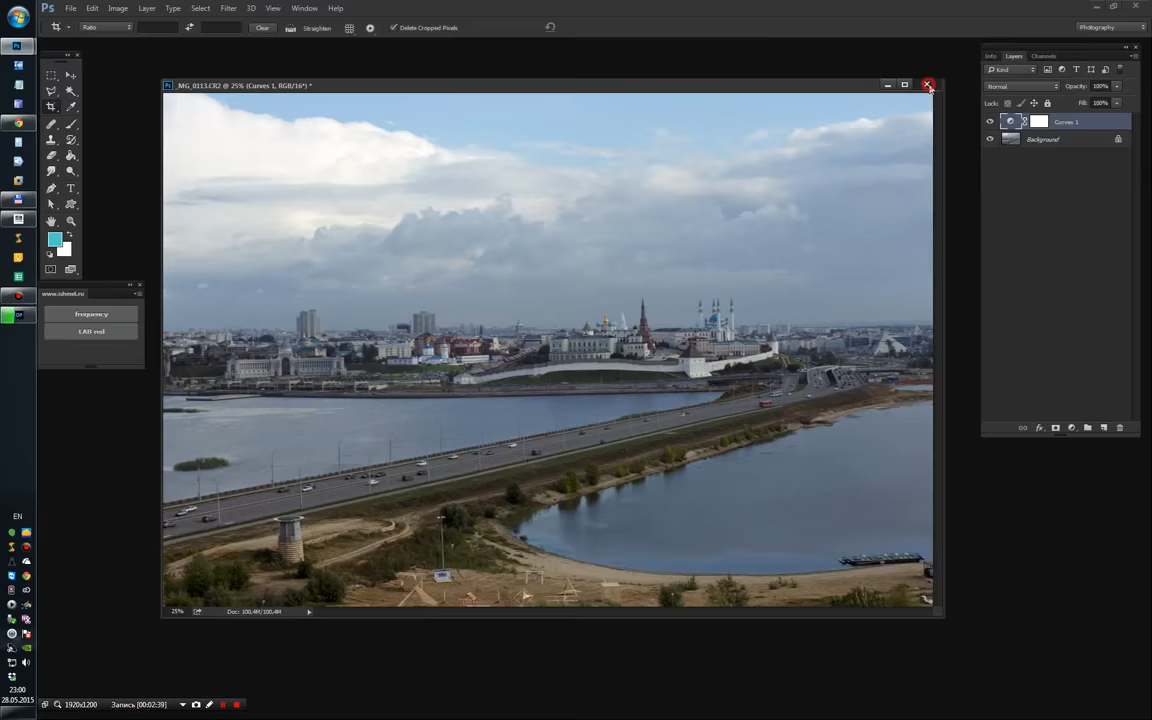 Ps File Edit Image Layer Type Select Filter 3D View Window Help
Ratio Clear Straighten Delete Cropped Pixels Photography
_MG_0113.CR2 @ 25% (Curves 1, RGB/16*) *
Info Layers Channels
Kind
Normal Opacity: 100%
Lock: Fill: 100%
Curves 1
Background
frequency
LAB red
25% Doc: 100,4M/100,4M
EN
23:00
28.05.2015
1920x1200 Запись [00:02:39]